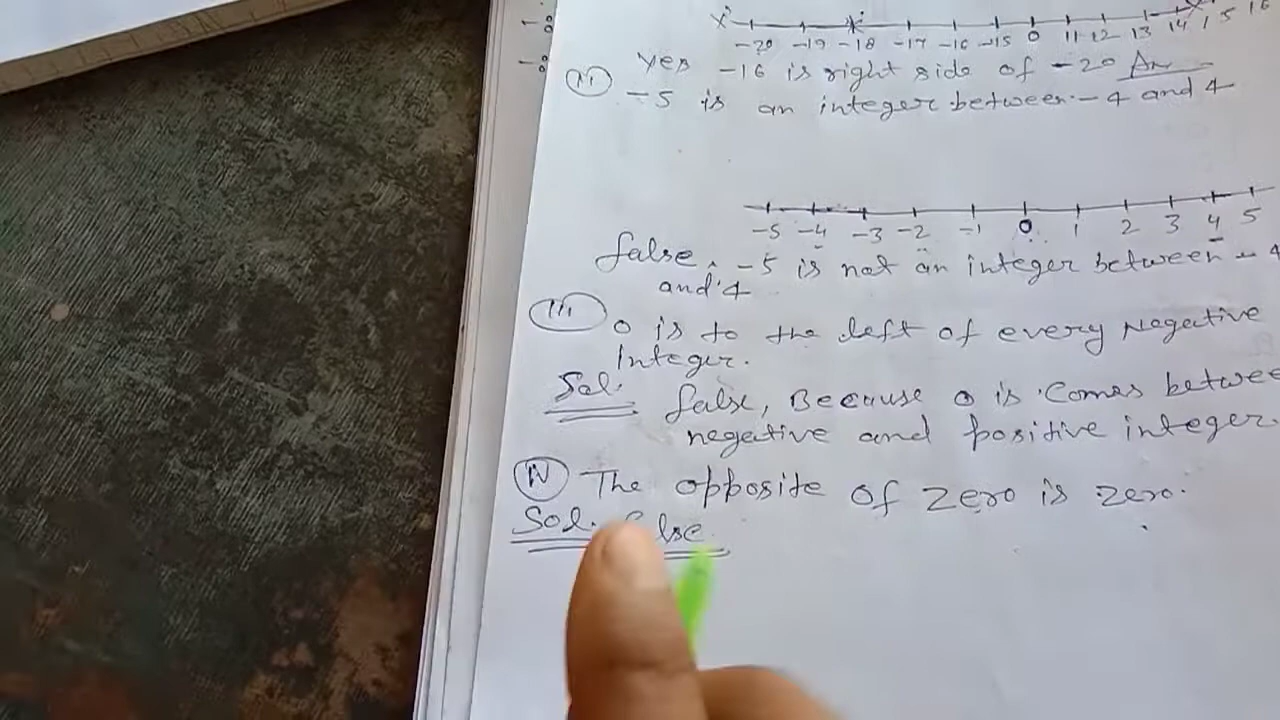 -20 -19 -18 -17 -16 -15 0 11 12 13 14 15 16
Yes -16 is right side of -20 Ans
(ii) -5 is an integer between -4 and 4
-5 -4 -3 -2 -1 0 1 2 3 4 5
false, -5 is not an integer between - 4
and 4
(iii) 0 is to the left of every Negative
integer.
Sol. false, Because 0 is Comes betwee
negative and positive integer.
(iv) The opposite of zero is zero.
Sol. false